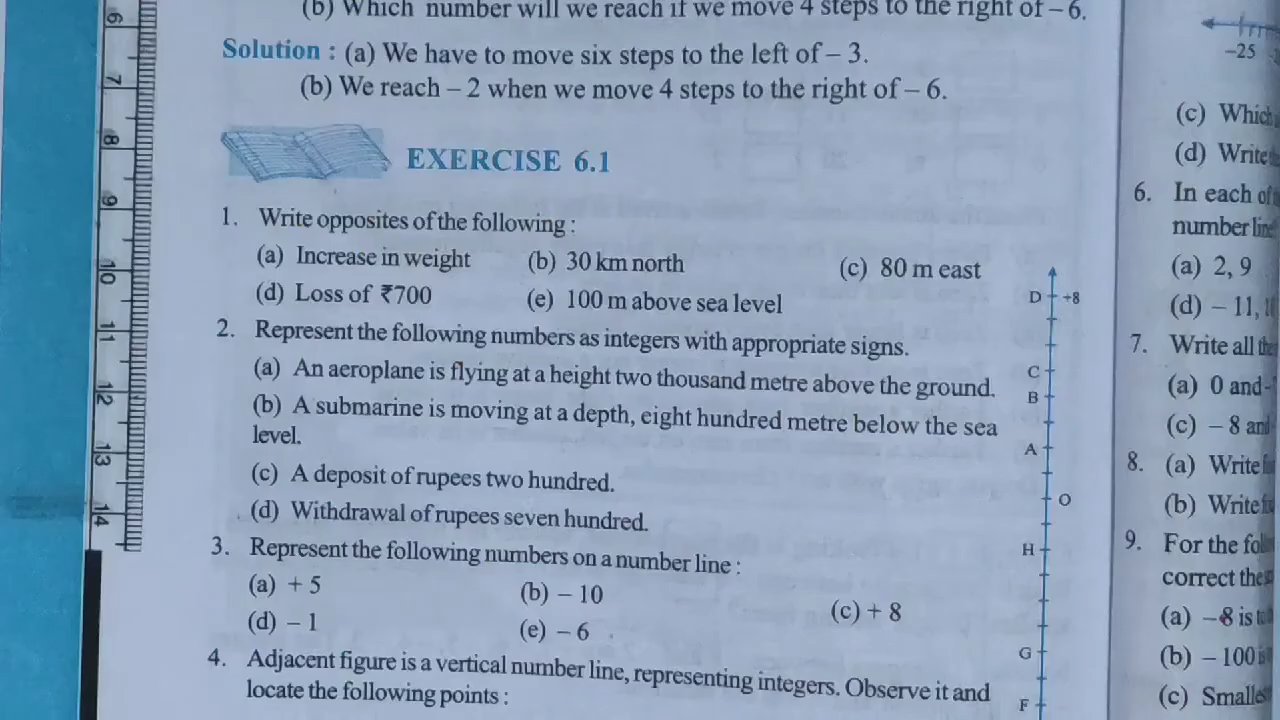 (b) Which number will we reach if we move 4 steps to the right of – 6.
Solution : (a) We have to move six steps to the left of – 3.
(b) We reach – 2 when we move 4 steps to the right of – 6.
EXERCISE 6.1
1. Write opposites of the following :
(a) Increase in weight (b) 30 km north (c) 80 m east
(d) Loss of ₹700 (e) 100 m above sea level
2. Represent the following numbers as integers with appropriate signs.
(a) An aeroplane is flying at a height two thousand metre above the ground.
(b) A submarine is moving at a depth, eight hundred metre below the sea
level.
(c) A deposit of rupees two hundred.
(d) Withdrawal of rupees seven hundred.
3. Represent the following numbers on a number line :
(a) + 5 (b) – 10 (c) + 8
(d) – 1 (e) – 6
4. Adjacent figure is a vertical number line, representing integers. Observe it and
locate the following points :
D +8
C
B
A
O
H
G
F
6
7
8
9
10
11
12
13
14
–25
(c) Which
(d) Write
6. In each of
number line
(a) 2, 9
(d) – 11,
7. Write all the
(a) 0 and
(c) – 8 and
8. (a) Write
(b) Write
9. For the
correct the
(a) –8 is to
(b) – 100
(c)